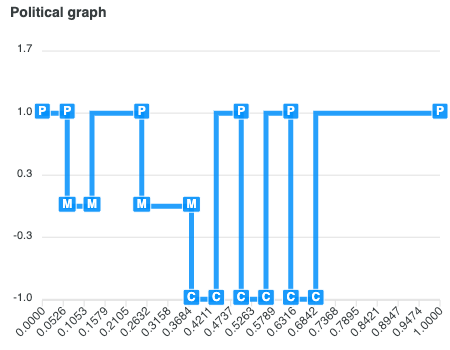 Political graph
1.7
1.0
0.3
-0.3
-1.0
P P P P P P
M M M M
C C C C C C
0.0000 0.0526 0.1053 0.1579 0.2105 0.2632 0.3158 0.3684 0.4211 0.4737 0.5263 0.5789 0.6316 0.6842 0.7368 0.7895 0.8421 0.8947 0.9474 1.0000